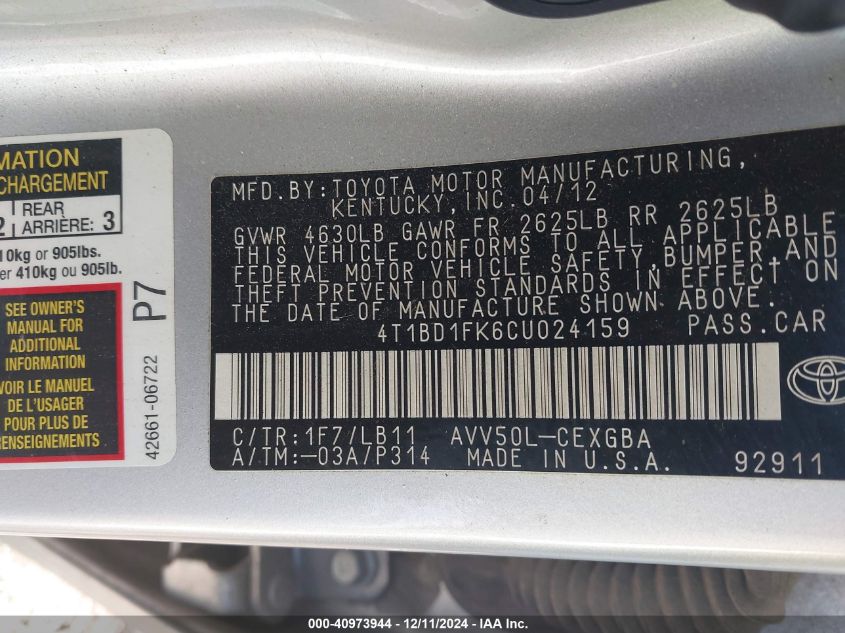 MATION
CHARGEMENT
2 REAR
ARRIÈRE: 3
10kg or 905lbs.
er 410kg ou 905lb.
SEE OWNER'S
MANUAL FOR
ADDITIONAL
INFORMATION
VOIR LE MANUEL
DE L'USAGER
POUR PLUS DE
RENSEIGNEMENTS
P7
42661-06722
MFD.BY:TOYOTA MOTOR MANUFACTURING,
KENTUCKY,INC.04/12
GVWR 4630LB GAWR FR 2625LB RR 2625LB
THIS VEHICLE CONFORMS TO ALL APPLICABLE
FEDERAL MOTOR VEHICLE SAFETY,BUMPER,AND
THEFT PREVENTION STANDARDS IN EFFECT ON
THE DATE OF MANUFACTURE SHOWN ABOVE.
4T1BD1FK6CU024159 PASS.CAR
C/TR:1F7/LB11 AVV50L-CEXGBA
A/TM:-03A/P314 MADE IN U.S.A. 92911
000-40973944 - 12/11/2024 - IAA Inc.